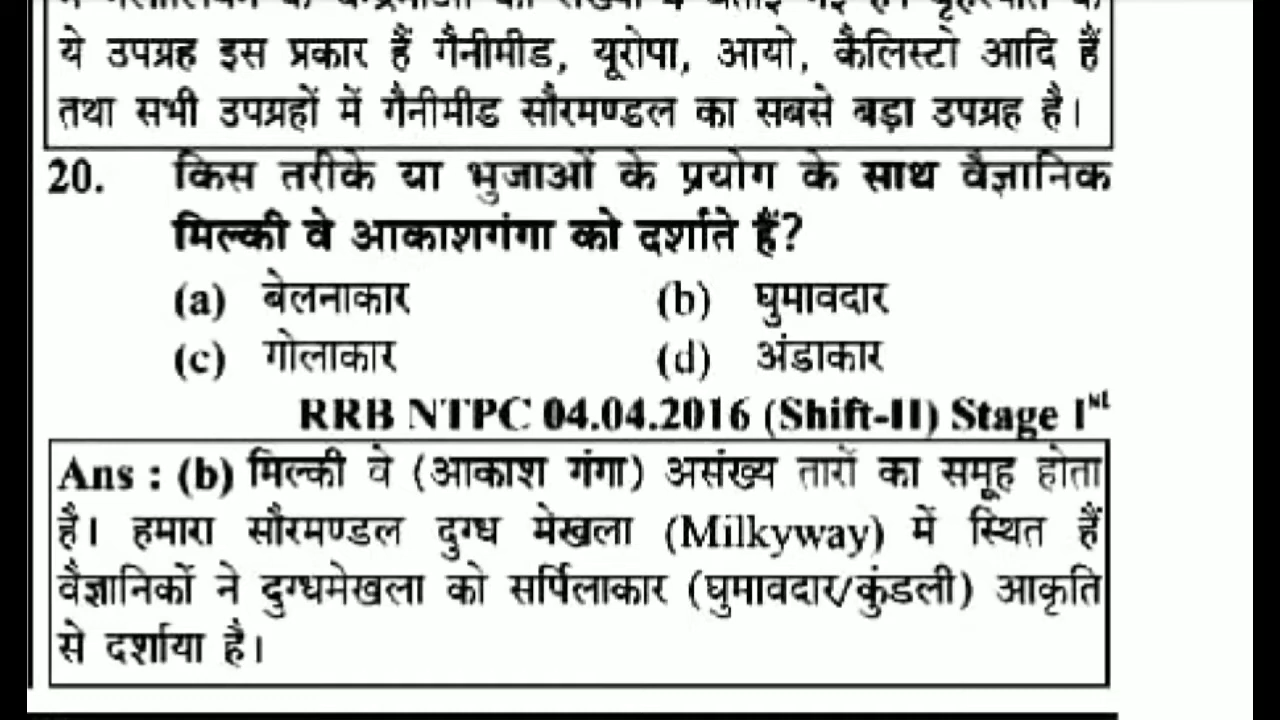 ये उपग्रह इस प्रकार हैं गैनीमीड, यूरोपा, आयो, कैलिस्टो आदि हैं
तथा सभी उपग्रहों में गैनीमीड सौरमण्डल का सबसे बड़ा उपग्रह है।
20. किस तरीके या भुजाओं के प्रयोग के साथ वैज्ञानिक
मिल्की वे आकाशगंगा को दर्शाते हैं?
(a) बेलनाकार (b) घुमावदार
(c) गोलाकार (d) अंडाकार
RRB NTPC 04.04.2016 (Shift-II) Stage Ist
Ans : (b) मिल्की वे (आकाश गंगा) असंख्य तारों का समूह होता
है। हमारा सौरमण्डल दुग्ध मेखला (Milkyway) में स्थित हैं
वैज्ञानिकों ने दुग्धमेखला को सर्पिलाकार (घुमावदार/कुंडली) आकृति
से दर्शाया है।